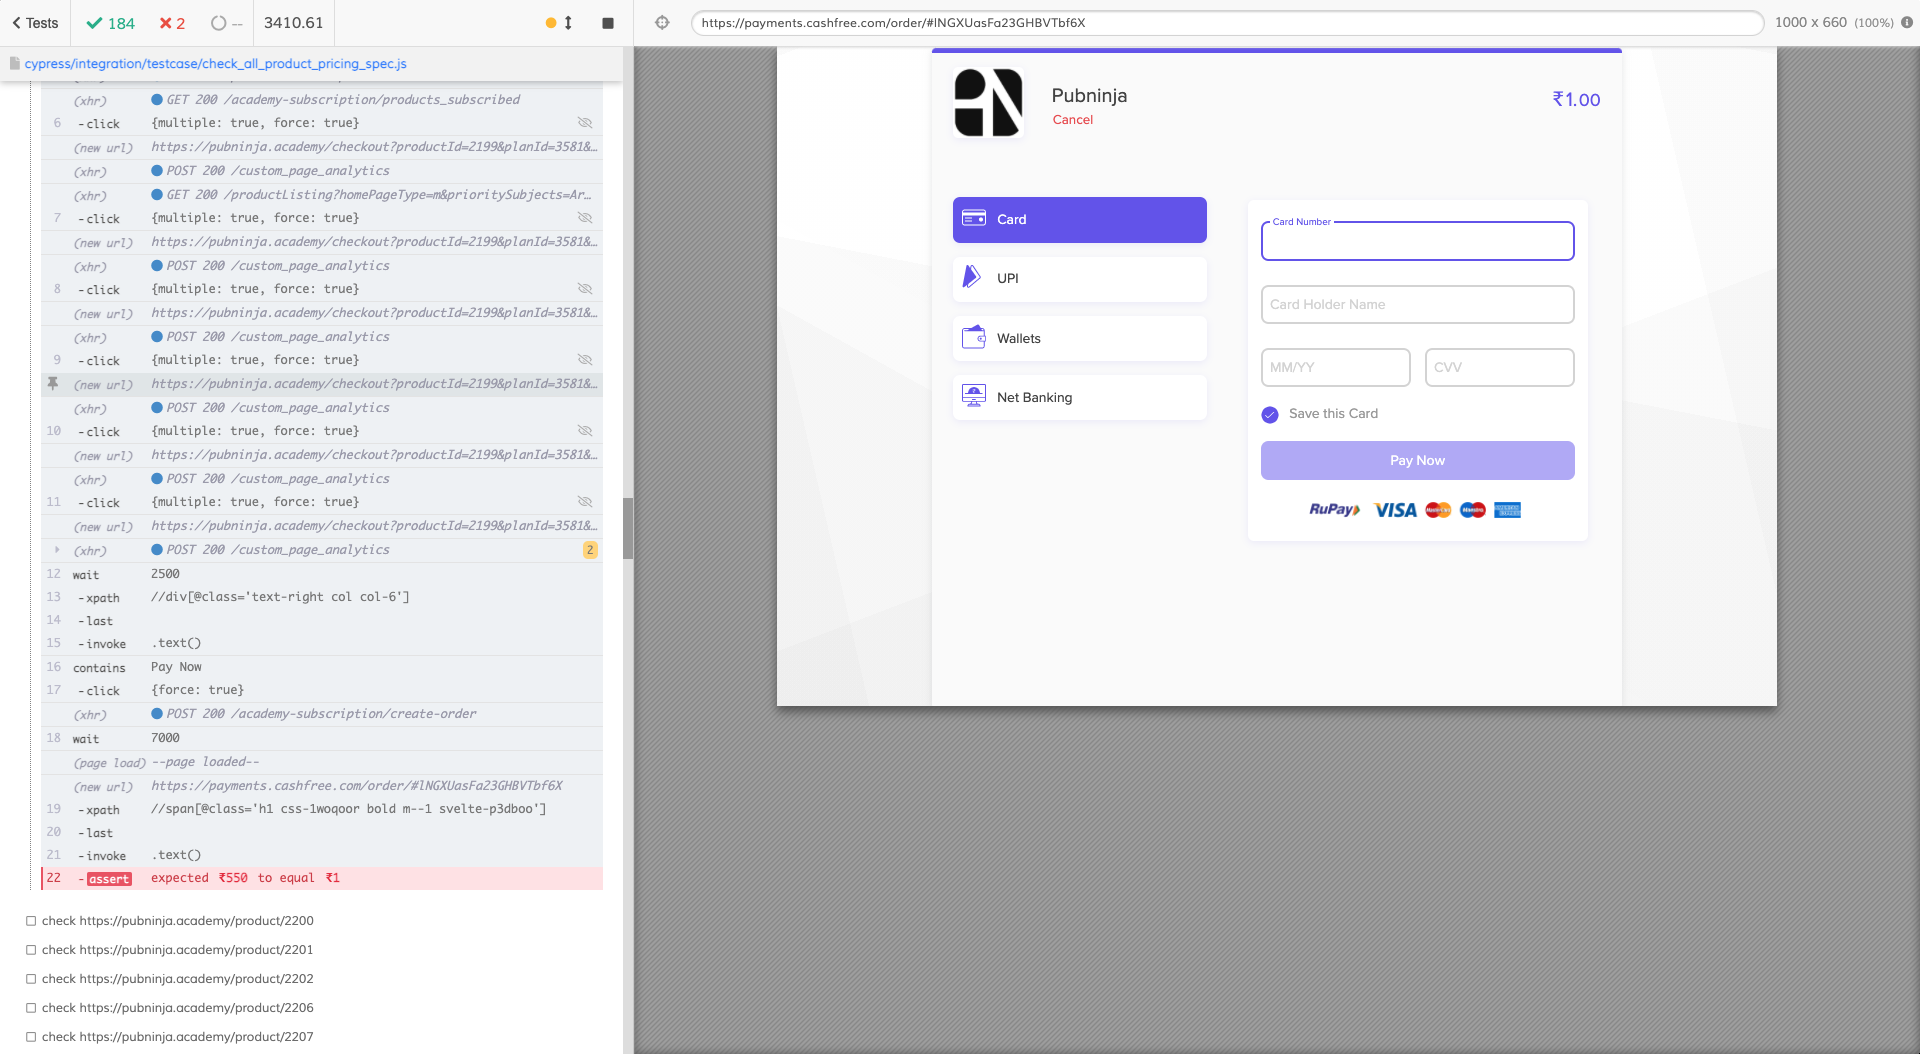 Tests
184
2
--
3410.61
cypress/integration/testcase/check_all_product_pricing_spec.js
(xhr) GET 200 /academy-subscription/products_subscribed
6 -click {multiple: true, force: true}
(new url) https://pubninja.academy/checkout?productId=2199&planId=3581&…
(xhr) POST 200 /custom_page_analytics
(xhr) GET 200 /productListing?homePageType=m&prioritySubjects=Ar…
7 -click {multiple: true, force: true}
(new url) https://pubninja.academy/checkout?productId=2199&planId=3581&…
(xhr) POST 200 /custom_page_analytics
8 -click {multiple: true, force: true}
(new url) https://pubninja.academy/checkout?productId=2199&planId=3581&…
(xhr) POST 200 /custom_page_analytics
9 -click {multiple: true, force: true}
(new url) https://pubninja.academy/checkout?productId=2199&planId=3581&…
(xhr) POST 200 /custom_page_analytics
10 -click {multiple: true, force: true}
(new url) https://pubninja.academy/checkout?productId=2199&planId=3581&…
(xhr) POST 200 /custom_page_analytics
11 -click {multiple: true, force: true}
(new url) https://pubninja.academy/checkout?productId=2199&planId=3581&…
(xhr) POST 200 /custom_page_analytics 2
12 wait 2500
13 -xpath //div[@class='text-right col col-6']
14 -last
15 -invoke .text()
16 contains Pay Now
17 -click {force: true}
(xhr) POST 200 /academy-subscription/create-order
18 wait 7000
(page load) --page loaded--
(new url) https://payments.cashfree.com/order/#lNGXUasFa23GHBVTbf6X
19 -xpath //span[@class='h1 css-1woqoor bold m--1 svelte-p3dboo']
20 -last
21 -invoke .text()
22 -assert expected ₹550 to equal ₹1
check https://pubninja.academy/product/2200
check https://pubninja.academy/product/2201
check https://pubninja.academy/product/2202
check https://pubninja.academy/product/2206
check https://pubninja.academy/product/2207
https://payments.cashfree.com/order/#lNGXUasFa23GHBVTbf6X
1000 x 660 (100%)
Pubninja
Cancel
₹1.00
Card
UPI
Wallets
Net Banking
Card Number
Card Holder Name
MM/YY
CVV
Save this Card
Pay Now
RuPay VISA